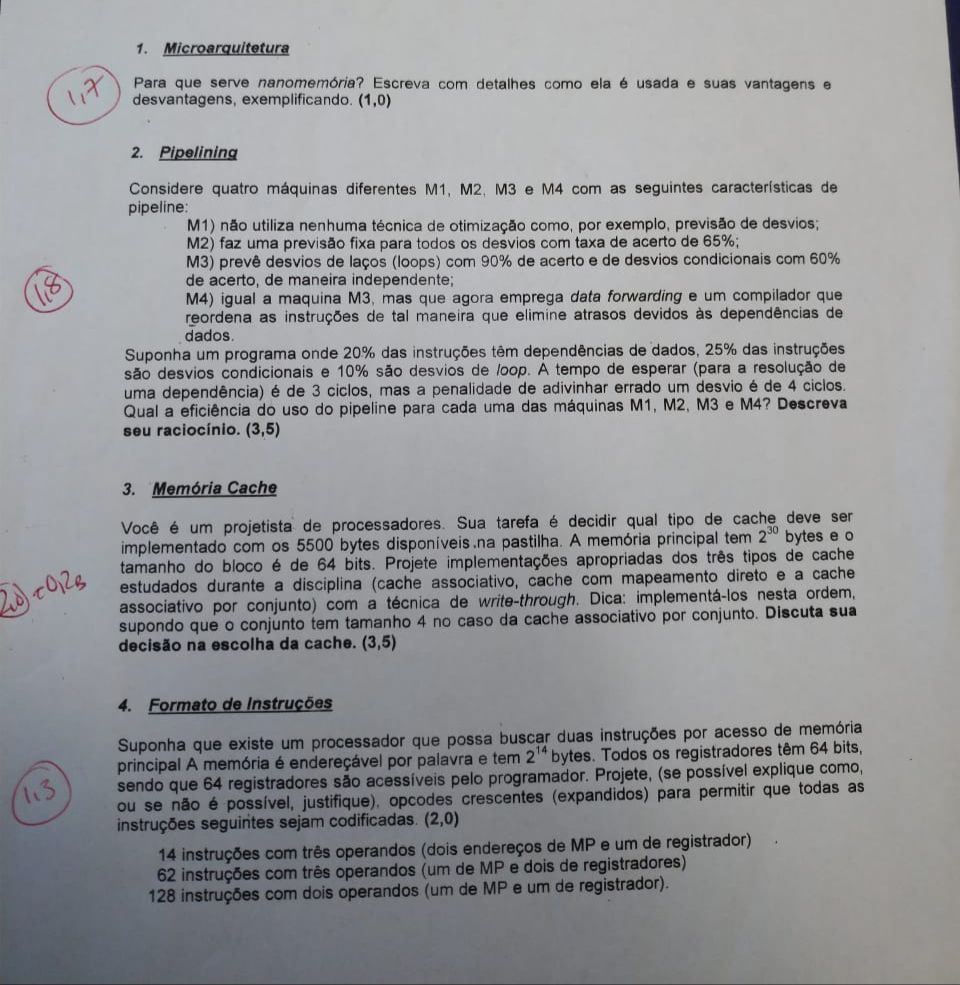 1. Microarquitetura
1,7
Para que serve nanomemória? Escreva com detalhes como ela é usada e suas vantagens e
desvantagens, exemplificando. (1,0)
2. Pipelining
Considere quatro máquinas diferentes M1, M2, M3 e M4 com as seguintes características de
pipeline:
M1) não utiliza nenhuma técnica de otimização como, por exemplo, previsão de desvios;
M2) faz uma previsão fixa para todos os desvios com taxa de acerto de 65%;
M3) prevê desvios de laços (loops) com 90% de acerto e de desvios condicionais com 60%
1,8
de acerto, de maneira independente;
M4) igual a maquina M3, mas que agora emprega data forwarding e um compilador que
reordena as instruções de tal maneira que elimine atrasos devidos às dependências de
dados.
Suponha um programa onde 20% das instruções têm dependências de dados, 25% das instruções
são desvios condicionais e 10% são desvios de loop. A tempo de esperar (para a resolução de
uma dependência) é de 3 ciclos, mas a penalidade de adivinhar errado um desvio é de 4 ciclos.
Qual a eficiência do uso do pipeline para cada uma das máquinas M1, M2, M3 e M4? Descreva
seu raciocínio. (3,5)
3. Memória Cache
Você é um projetista de processadores. Sua tarefa é decidir qual tipo de cache deve ser
implementado com os 5500 bytes disponíveis na pastilha. A memória principal tem 2³⁰ bytes e o
tamanho do bloco é de 64 bits. Projete implementações apropriadas dos três tipos de cache
estudados durante a disciplina (cache associativo, cache com mapeamento direto e a cache
associativo por conjunto) com a técnica de write-through. Dica: implementá-los nesta ordem,
supondo que o conjunto tem tamanho 4 no caso da cache associativo por conjunto. Discuta sua
decisão na escolha da cache. (3,5)
4. Formato de Instruções
Suponha que existe um processador que possa buscar duas instruções por acesso de memória
principal A memória é endereçável por palavra e tem 2¹⁴ bytes. Todos os registradores têm 64 bits,
sendo que 64 registradores são acessíveis pelo programador. Projete, (se possível explique como,
1,3
ou se não é possível, justifique), opcodes crescentes (expandidos) para permitir que todas as
instruções seguintes sejam codificadas. (2,0)
14 instruções com três operandos (dois endereços de MP e um de registrador)
62 instruções com três operandos (um de MP e dois de registradores)
128 instruções com dois operandos (um de MP e um de registrador).